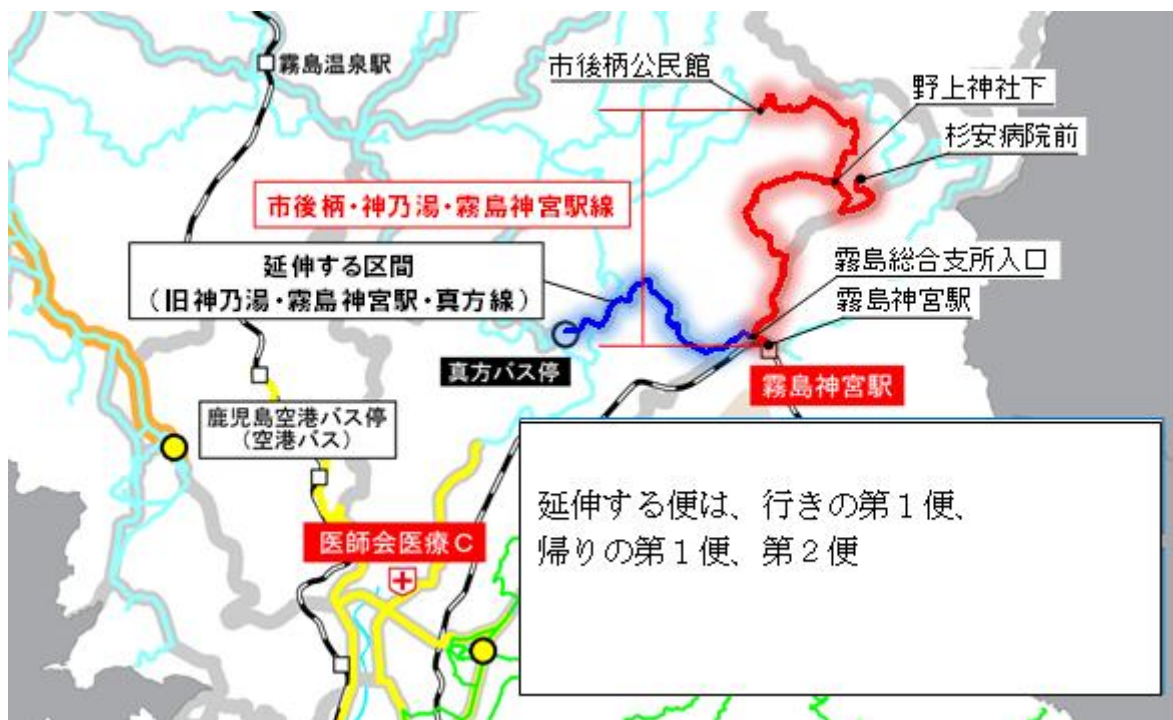 霧島温泉駅
市後柄公民館
野上神社下
杉安病院前
市後柄・神乃湯・霧島神宮駅線
延伸する区間
（旧神乃湯・霧島神宮駅・真方線）
霧島総合支所入口
霧島神宮駅
真方バス停
霧島神宮駅
鹿児島空港バス停
（空港バス）
医師会医療Ｃ
延伸する便は、行きの第１便、
帰りの第１便、第２便